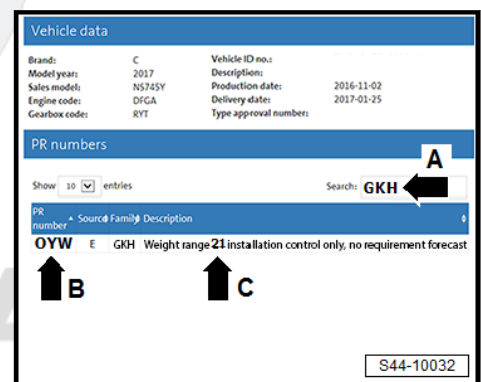 Vehicle data
Brand: C Vehicle ID no.:
Model year: 2017 Description:
Sales model: NS74SY Production date: 2016-11-02
Engine code: DFGA Delivery date: 2017-01-25
Gearbox code: RYT Type approval number:
PR numbers
A
Show 10 entries Search: GKH
PR number Source Family Description
OYW E GKH Weight range 21 installation control only, no requirement forecast
B C
S44-10032